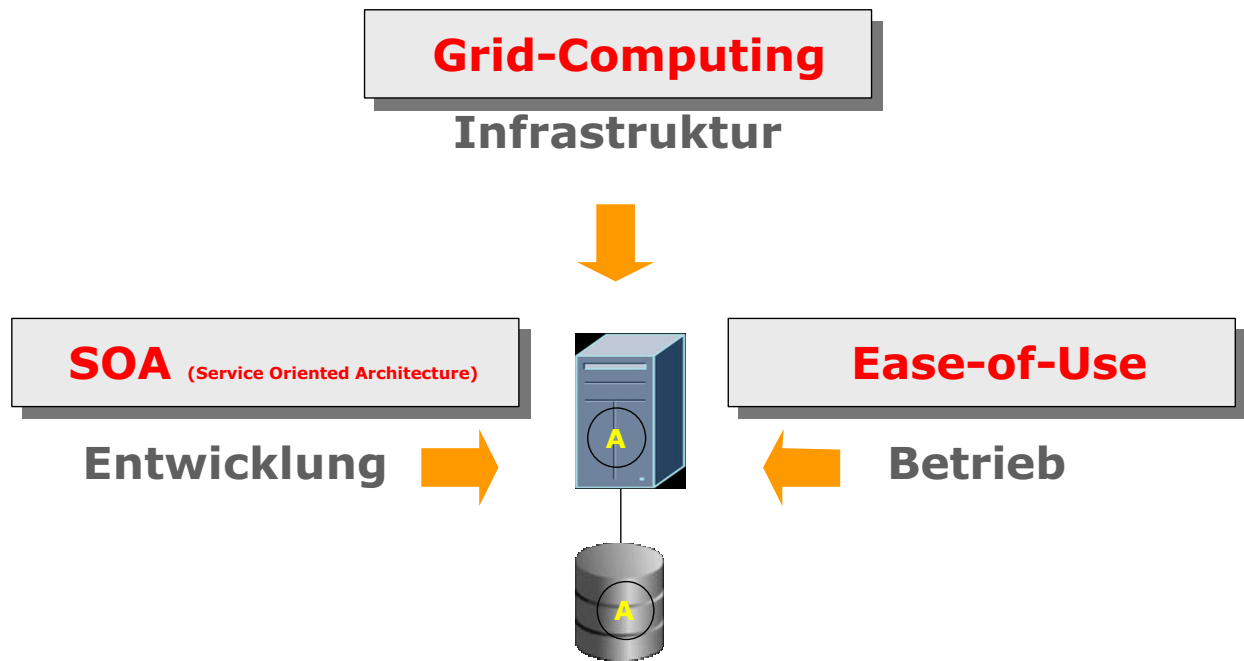 Grid-Computing
Infrastruktur
SOA (Service Oriented Architecture)
Ease-of-Use
A
Entwicklung
Betrieb
A